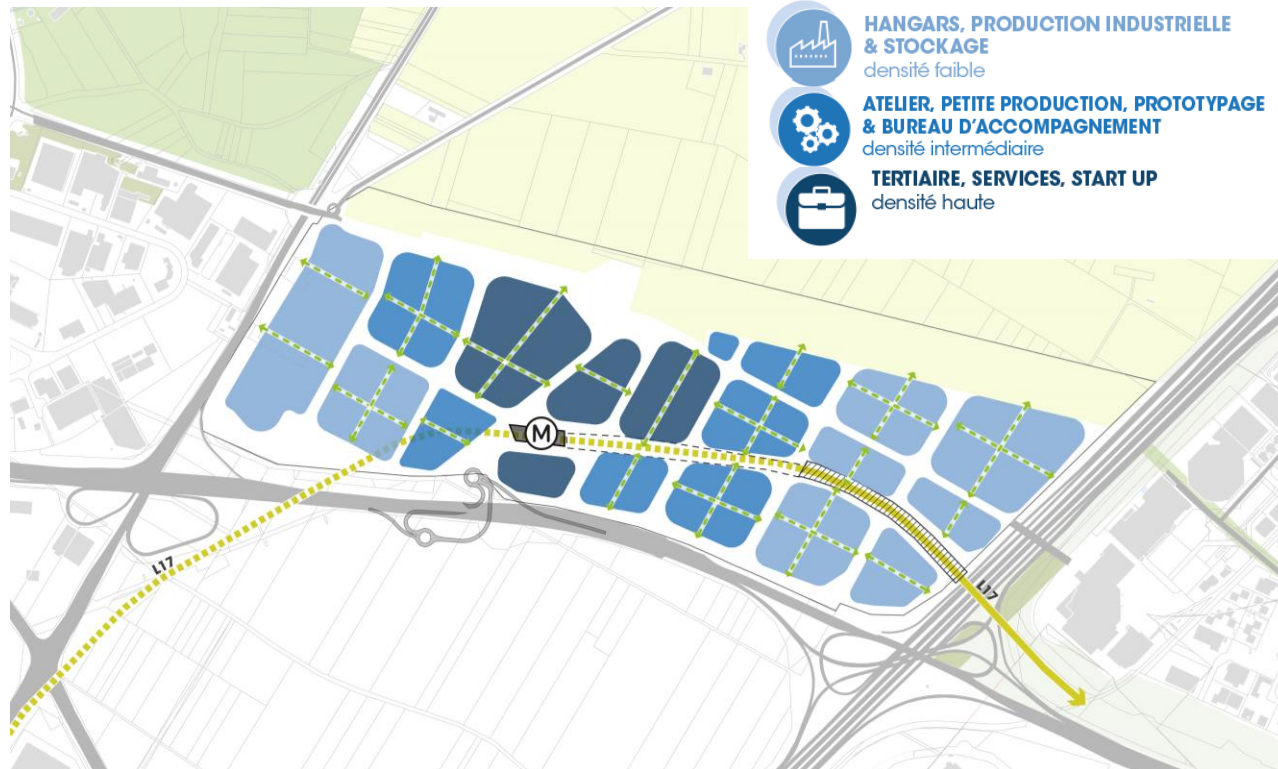 HANGARS, PRODUCTION INDUSTRIELLE
& STOCKAGE
densité faible
ATELIER, PETITE PRODUCTION, PROTOTYPAGE
& BUREAU D'ACCOMPAGNEMENT
densité intermédiaire
TERTIAIRE, SERVICES, START UP
densité haute
M
L17
L17